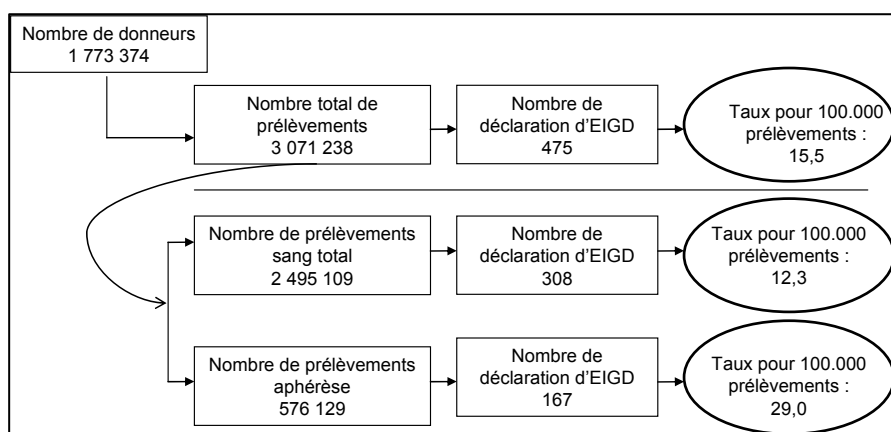 Nombre de donneurs
1 773 374
Nombre total de
prélèvements
3 071 238
Nombre de
déclaration d'EIGD
475
Taux pour 100.000
prélèvements :
15,5
Nombre de prélèvements
sang total
2 495 109
Nombre de
déclaration d'EIGD
308
Taux pour 100.000
prélèvements :
12,3
Nombre de prélèvements
aphérèse
576 129
Nombre de
déclaration d'EIGD
167
Taux pour 100.000
prélèvements :
29,0